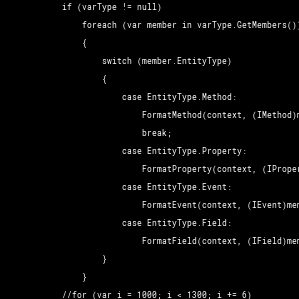 if (varType != null)
foreach (var member in varType.GetMembers())
{
switch (member.EntityType)
{
case EntityType.Method:
FormatMethod(context, (IMethod)m
break;
case EntityType.Property:
FormatProperty(context, (IProper
case EntityType.Event:
FormatEvent(context, (IEvent)mem
case EntityType.Field:
FormatField(context, (IField)mem
}
}
//for (var i = 1000; i < 1300; i += 6)